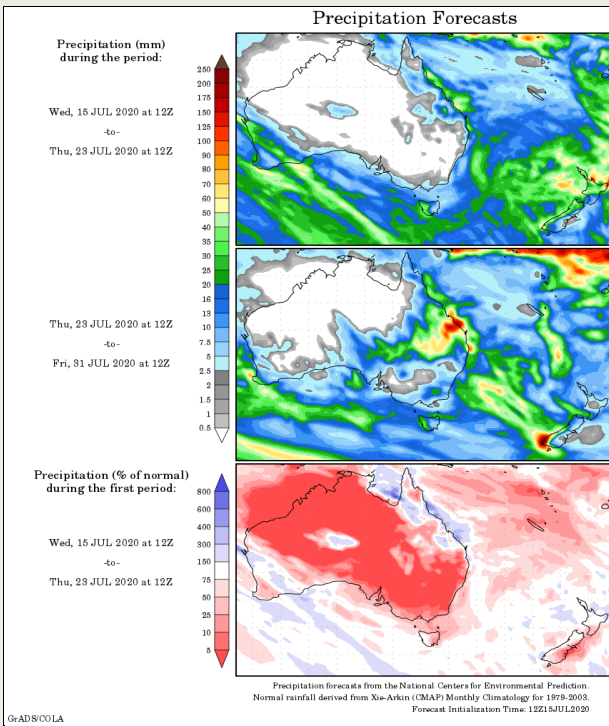 Precipitation Forecasts
Precipitation (mm)
during the period:
Wed, 15 JUL 2020 at 12Z
-to-
Thu, 23 JUL 2020 at 12Z
250
200
175
150
125
100
90
80
70
60
50
40
35
30
25
20
16
13
10
7.5
5
2.5
2
1.5
1
0.5
Thu, 23 JUL 2020 at 12Z
-to-
Fri, 31 JUL 2020 at 12Z
Precipitation (% of normal)
during the first period:
Wed, 15 JUL 2020 at 12Z
-to-
Thu, 23 JUL 2020 at 12Z
800
600
400
300
150
75
50
25
10
5
Precipitation forecasts from the National Centers for Environmental Prediction.
Normal rainfall derived from Xie-Arkin (CMAP) Monthly Climatology for 1979-2003.
Forecast Initialization Time: 12Z15JUL2020
GrADS/COLA